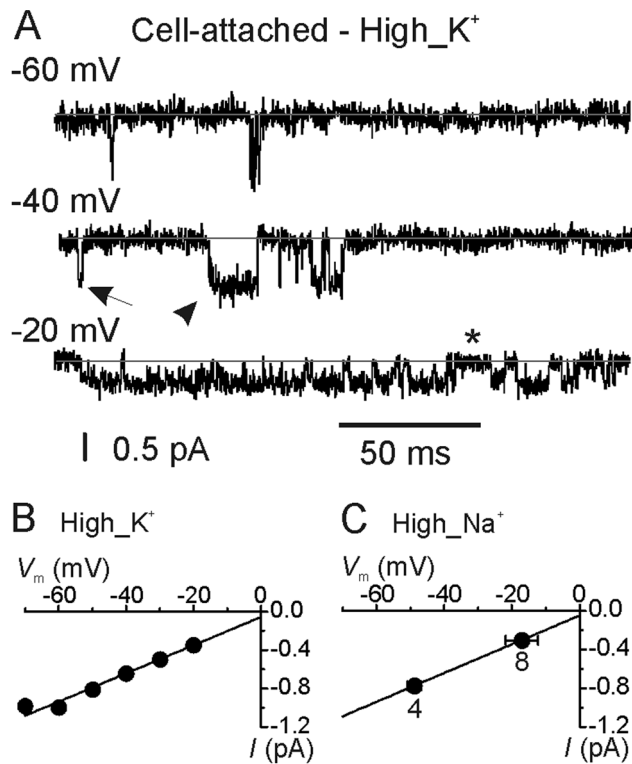 A Cell-attached - High_K⁺
-60 mV
-40 mV
-20 mV
*
0.5 pA
50 ms
B High_K⁺
Vm (mV)
-60 -40 -20 0
0.0
-0.4
-0.8
-1.2
I (pA)
C High_Na⁺
Vm (mV)
-60 -40 -20 0
0.0
-0.4
-0.8
-1.2
I (pA)
8
4